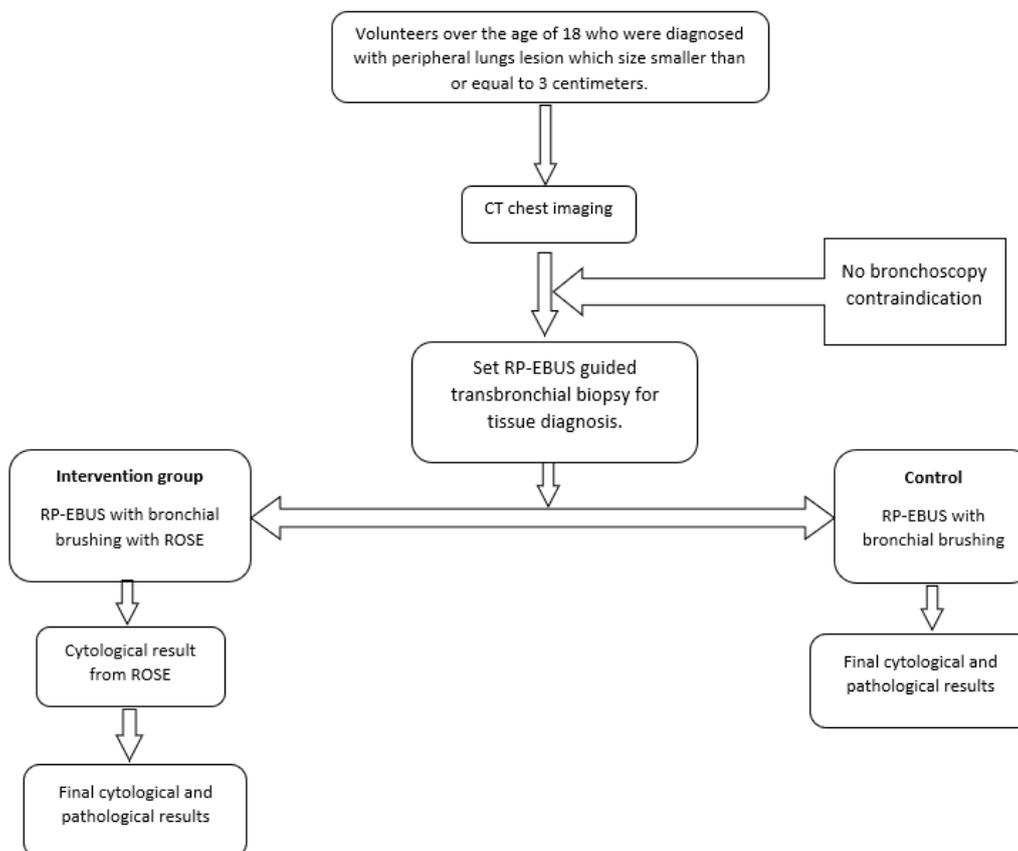 Volunteers over the age of 18 who were diagnosed
with peripheral lungs lesion which size smaller than
or equal to 3 centimeters.
CT chest imaging
No bronchoscopy
contraindication
Set RP-EBUS guided
transbronchial biopsy for
tissue diagnosis.
Intervention group
RP-EBUS with bronchial
brushing with ROSE
Control
RP-EBUS with
bronchial brushing
Cytological result
from ROSE
Final cytological and
pathological results
Final cytological and
pathological results